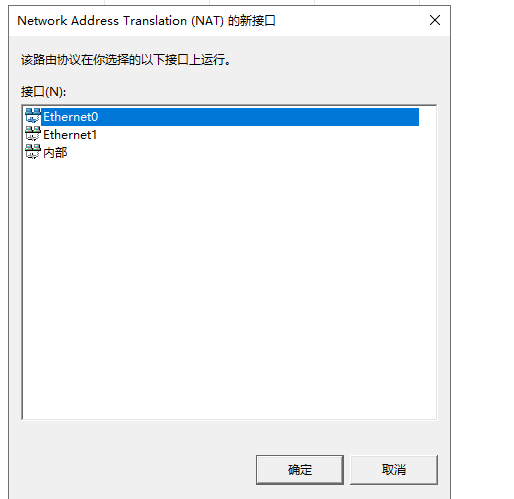 Network Address Translation (NAT) 的新接口
该路由协议在你选择的以下接口上运行。
接口(N):
Ethernet0
Ethernet1
内部
确定
取消